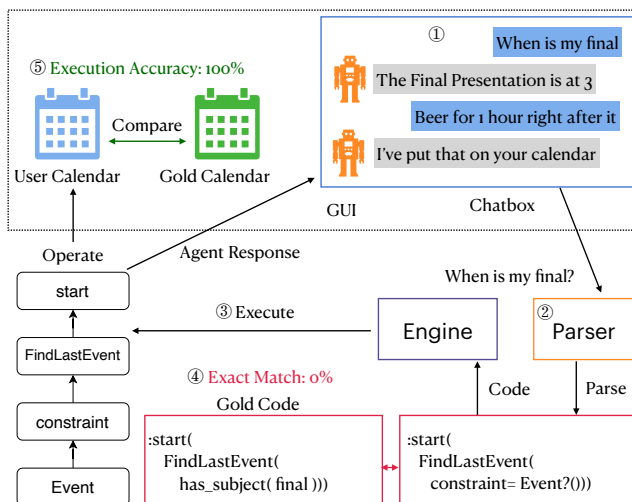 ①
When is my final
The Final Presentation is at 3
Beer for 1 hour right after it
I've put that on your calendar
⑤ Execution Accuracy: 100%
Compare
User Calendar
Gold Calendar
GUI
Chatbox
Operate
Agent Response
When is my final?
start
③ Execute
Engine
② Parser
FindLastEvent
④ Exact Match: 0%
Code
Parse
Gold Code
constraint
Event
:start(
FindLastEvent(
has_subject( final )))
:start(
FindLastEvent(
constraint= Event?()))